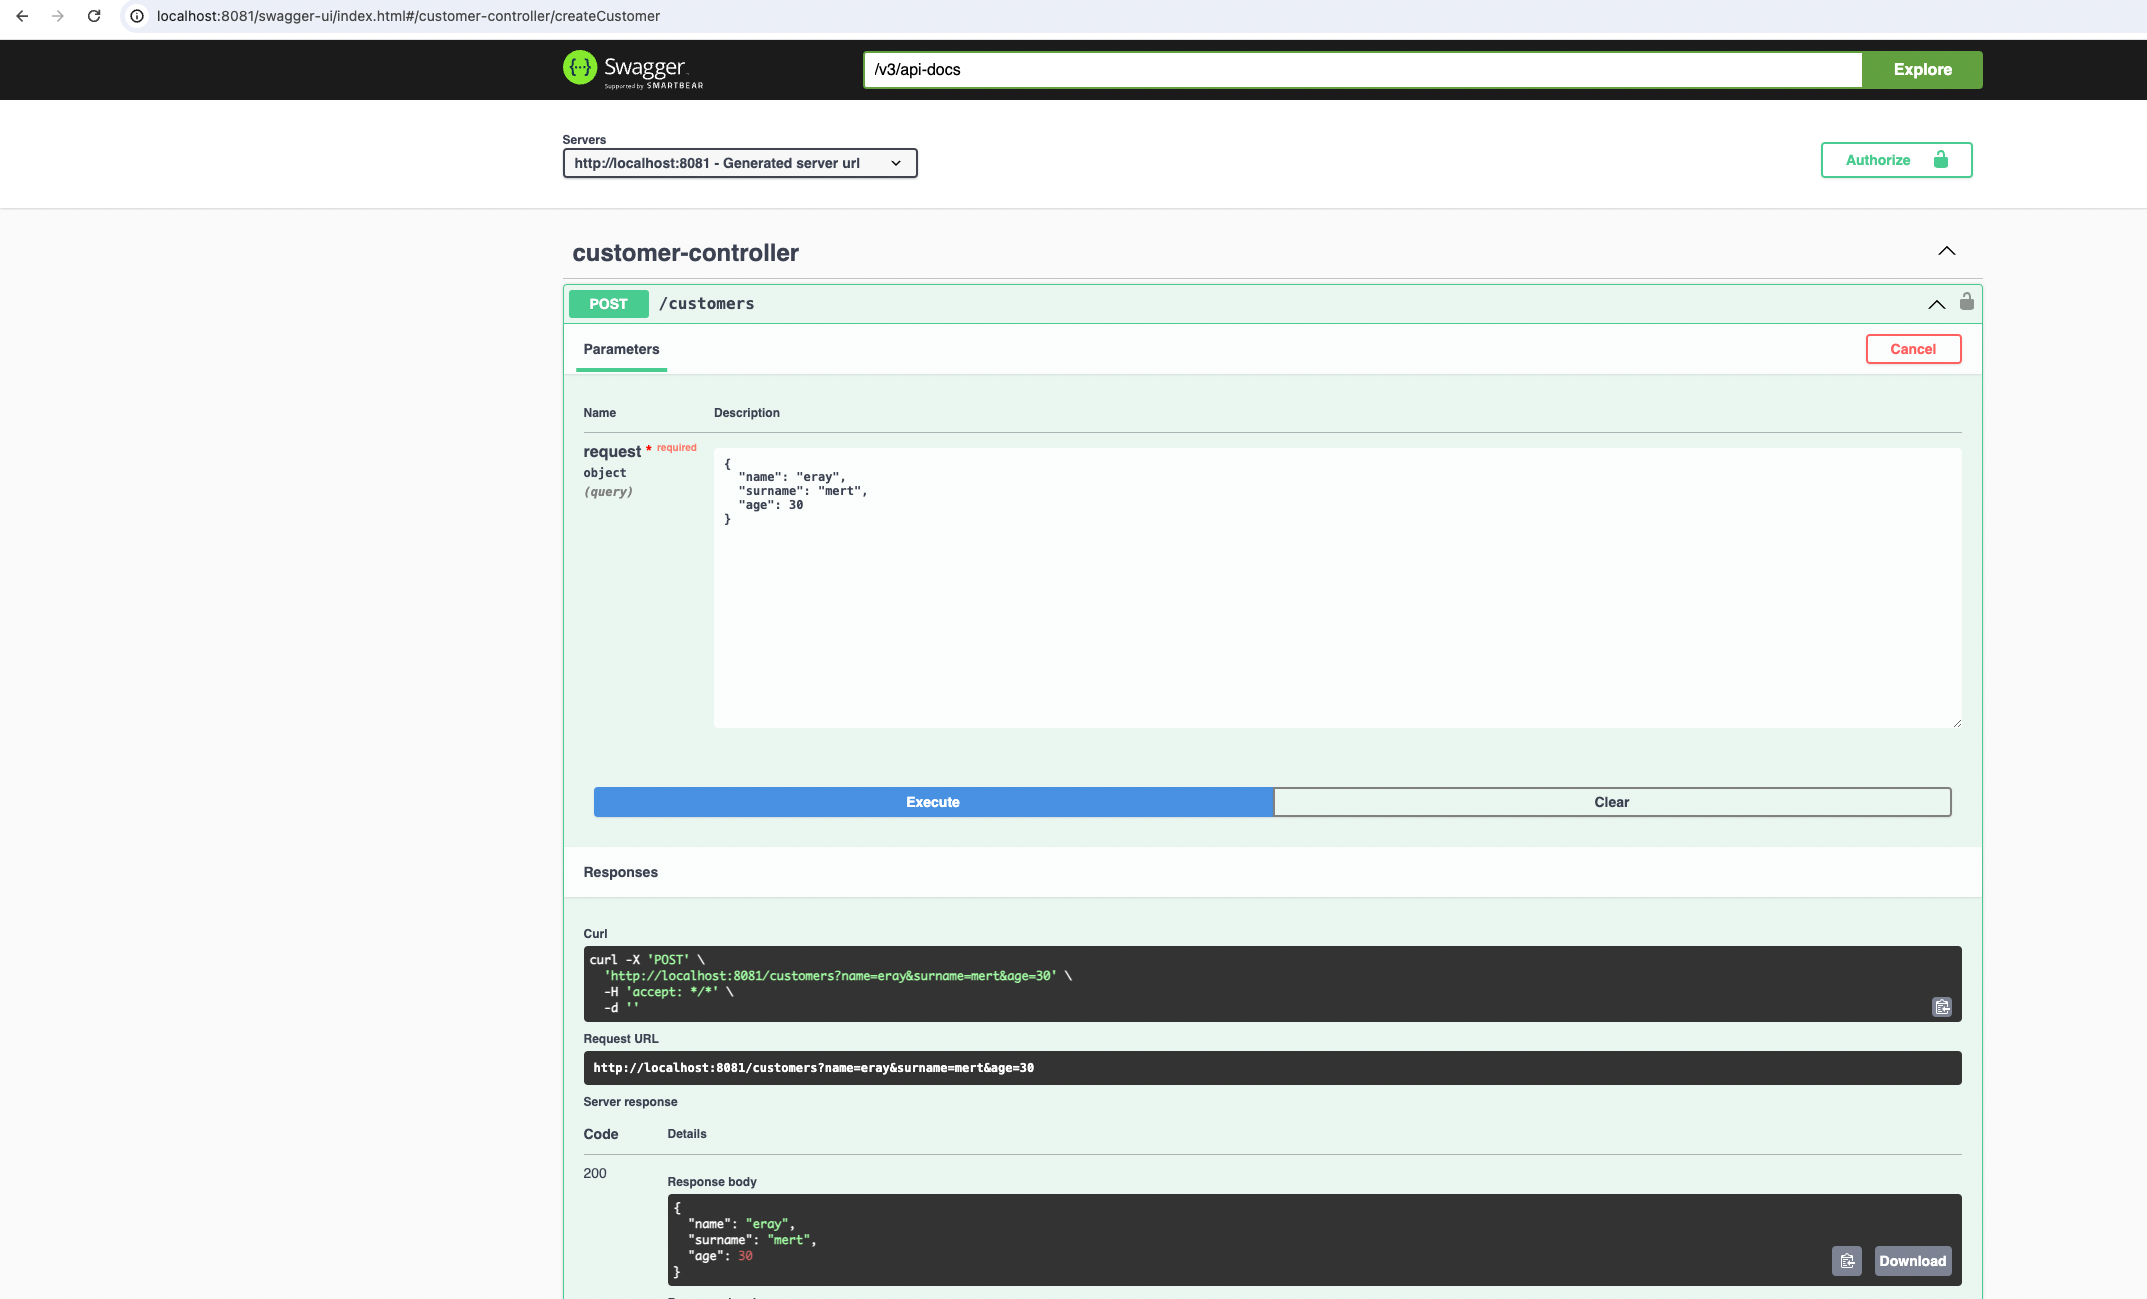 localhost:8081/swagger-ui/index.html#/customer-controller/createCustomer
Swagger
Supported by SMARTBEAR
/v3/api-docs
Explore
Servers
http://localhost:8081 - Generated server url
Authorize
customer-controller
POST /customers
Parameters
Cancel
Name Description
request * required
object
(query)
{
"name": "eray",
"surname": "mert",
"age": 30
}
Execute
Clear
Responses
Curl
curl -X 'POST' \
'http://localhost:8081/customers?name=eray&surname=mert&age=30' \
-H 'accept: */*' \
-d ''
Request URL
http://localhost:8081/customers?name=eray&surname=mert&age=30
Server response
Code Details
200
Response body
{
"name": "eray",
"surname": "mert",
"age": 30
}
Download